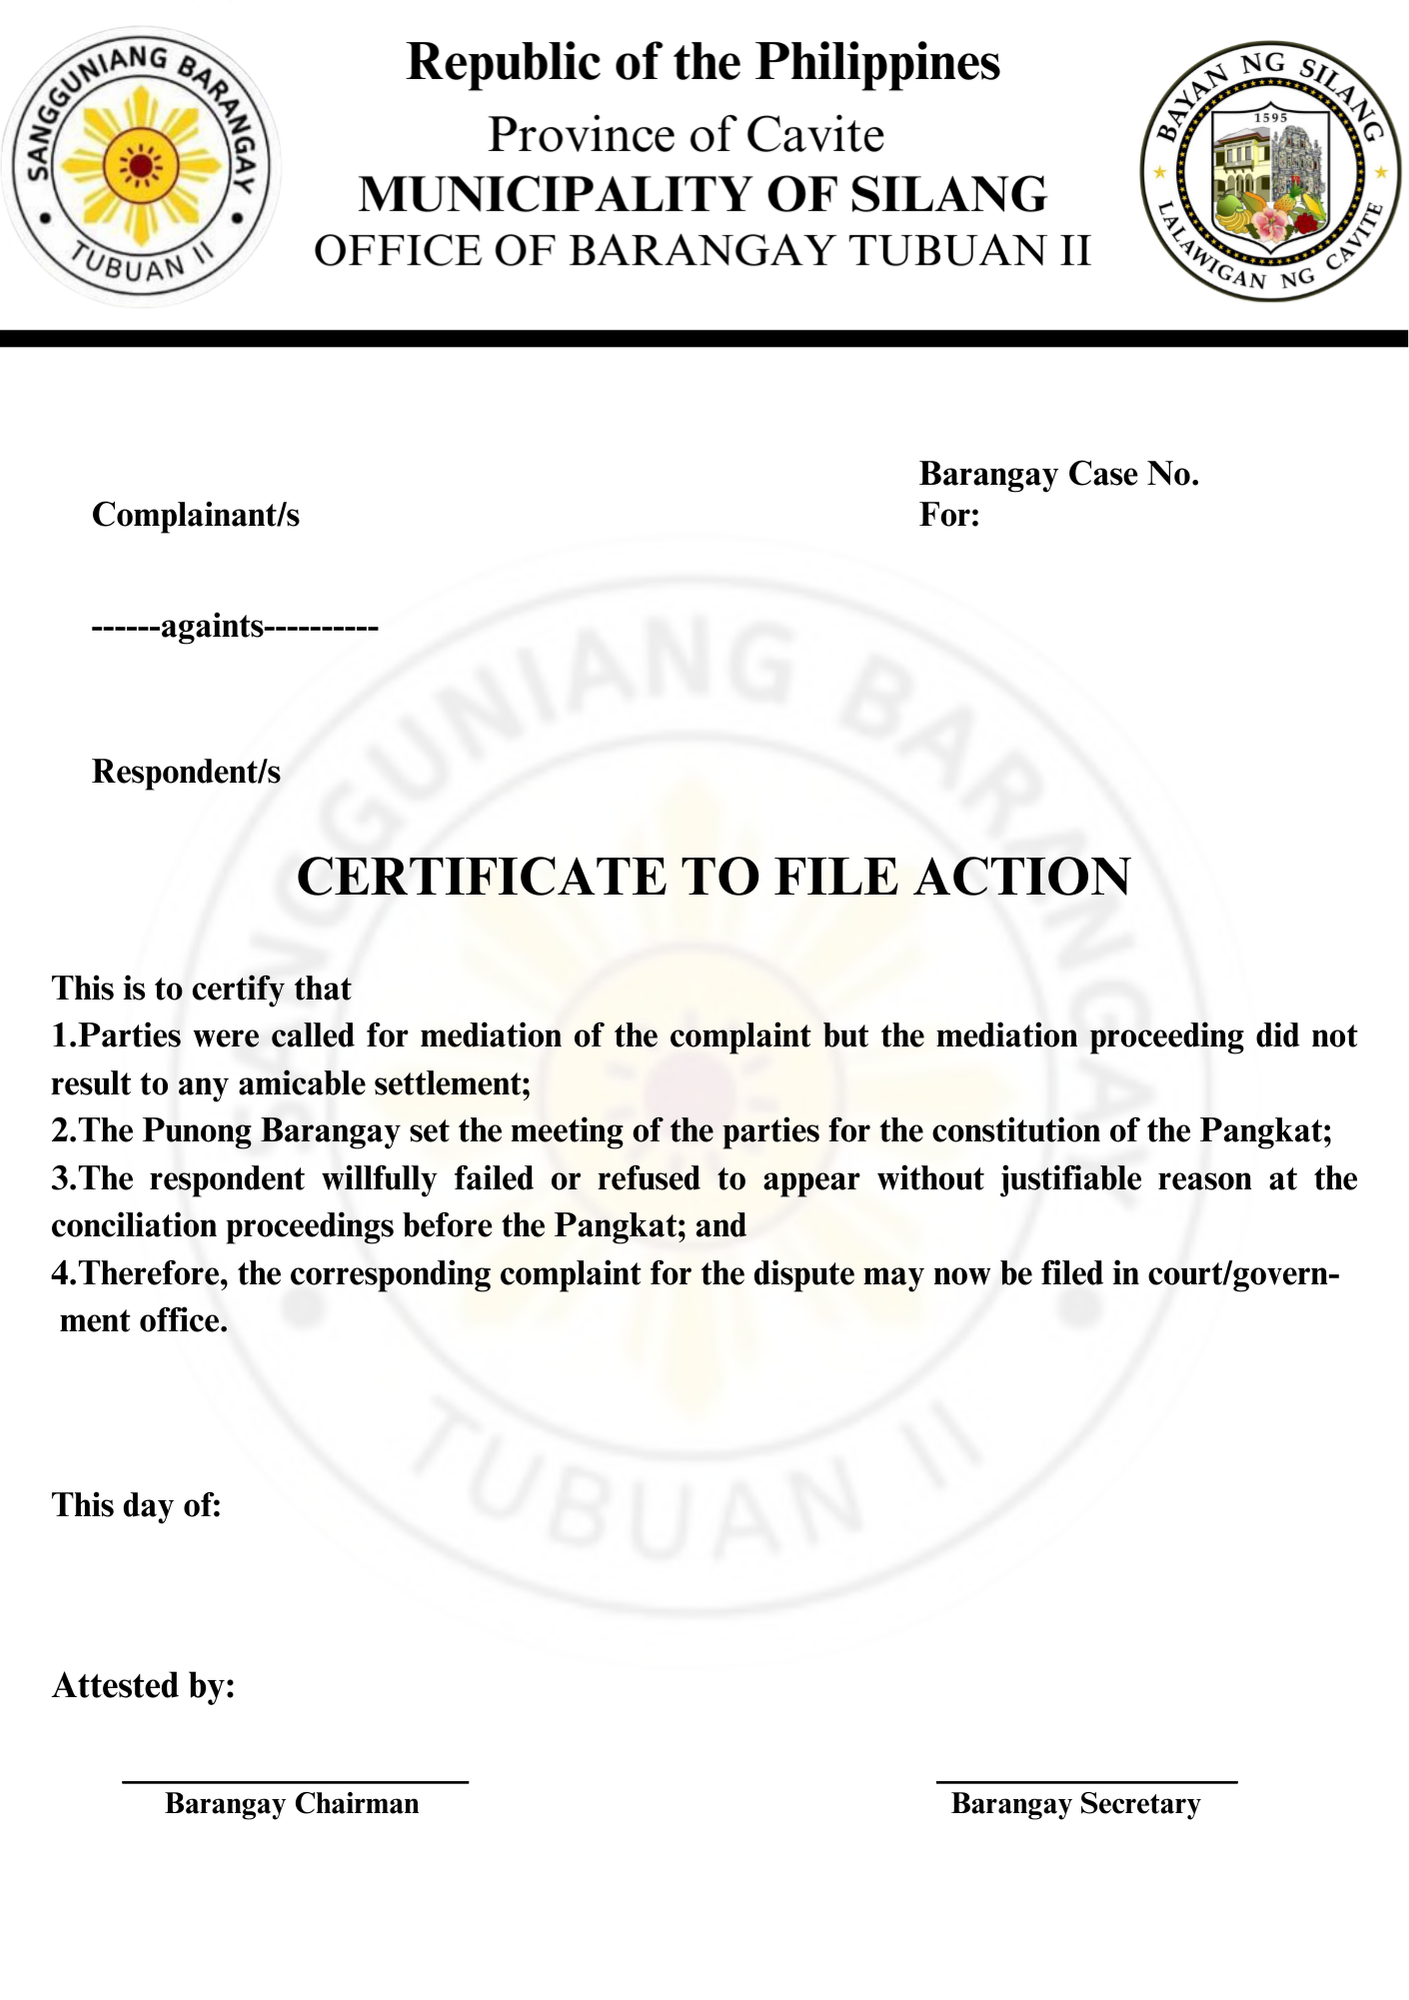 SANGGUNIANG BARANGAY
TUBUAN II
Republic of the Philippines
Province of Cavite
MUNICIPALITY OF SILANG
OFFICE OF BARANGAY TUBUAN II
BAYAN NG SILANG
1595
LALAWIGAN NG CAVITE
Barangay Case No.
Complainant/s
For:
------againts----------
Respondent/s
CERTIFICATE TO FILE ACTION
This is to certify that
1.Parties were called for mediation of the complaint but the mediation proceeding did not
result to any amicable settlement;
2.The Punong Barangay set the meeting of the parties for the constitution of the Pangkat;
3.The respondent willfully failed or refused to appear without justifiable reason at the
conciliation proceedings before the Pangkat; and
4.Therefore, the corresponding complaint for the dispute may now be filed in court/govern-
ment office.
SANGGUNIANG BARANGAY
TUBUAN II
This day of:
Attested by:
Barangay Chairman
Barangay Secretary